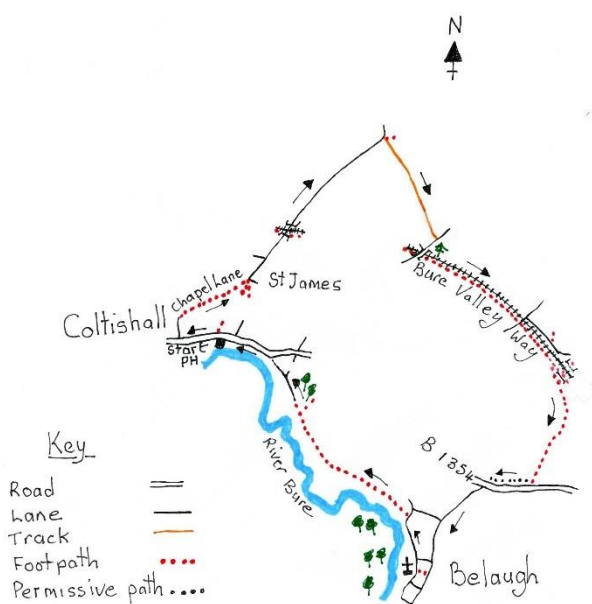 N
Chapel Lane
St James
Coltishall
Start
PH
Bure Valley Way
River Bure
B 1354
Belaugh
Key
Road
Lane
Track
Footpath
Permissive path